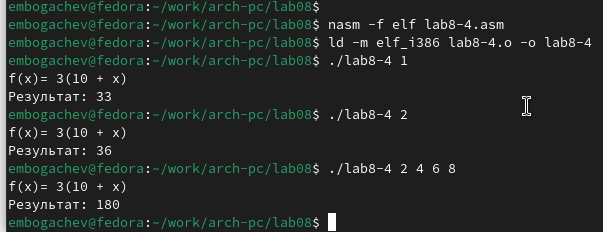 embogachev@fedora:~/work/arch-pc/lab08$
embogachev@fedora:~/work/arch-pc/lab08$ nasm -f elf lab8-4.asm
embogachev@fedora:~/work/arch-pc/lab08$ ld -m elf_i386 lab8-4.o -o lab8-4
embogachev@fedora:~/work/arch-pc/lab08$ ./lab8-4 1
f(x)= 3(10 + x)
Результат: 33
embogachev@fedora:~/work/arch-pc/lab08$ ./lab8-4 2
f(x)= 3(10 + x)
Результат: 36
embogachev@fedora:~/work/arch-pc/lab08$ ./lab8-4 2 4 6 8
f(x)= 3(10 + x)
Результат: 180
embogachev@fedora:~/work/arch-pc/lab08$